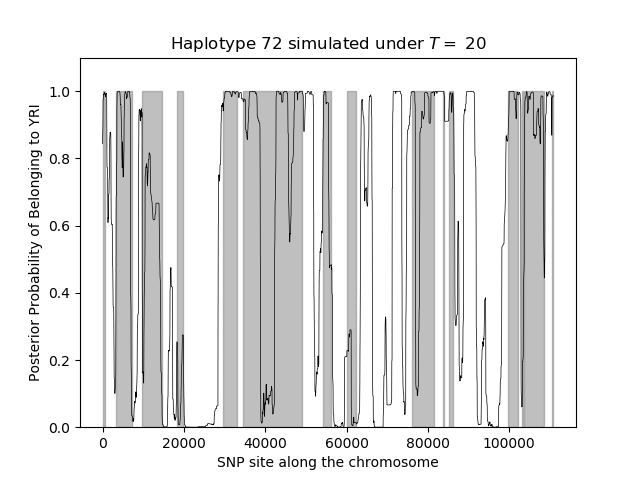 Haplotype 72 simulated under T = 20
Posterior Probability of Belonging to YRI
1.0
0.8
0.6
0.4
0.2
0.0
0 20000 40000 60000 80000 100000
SNP site along the chromosome